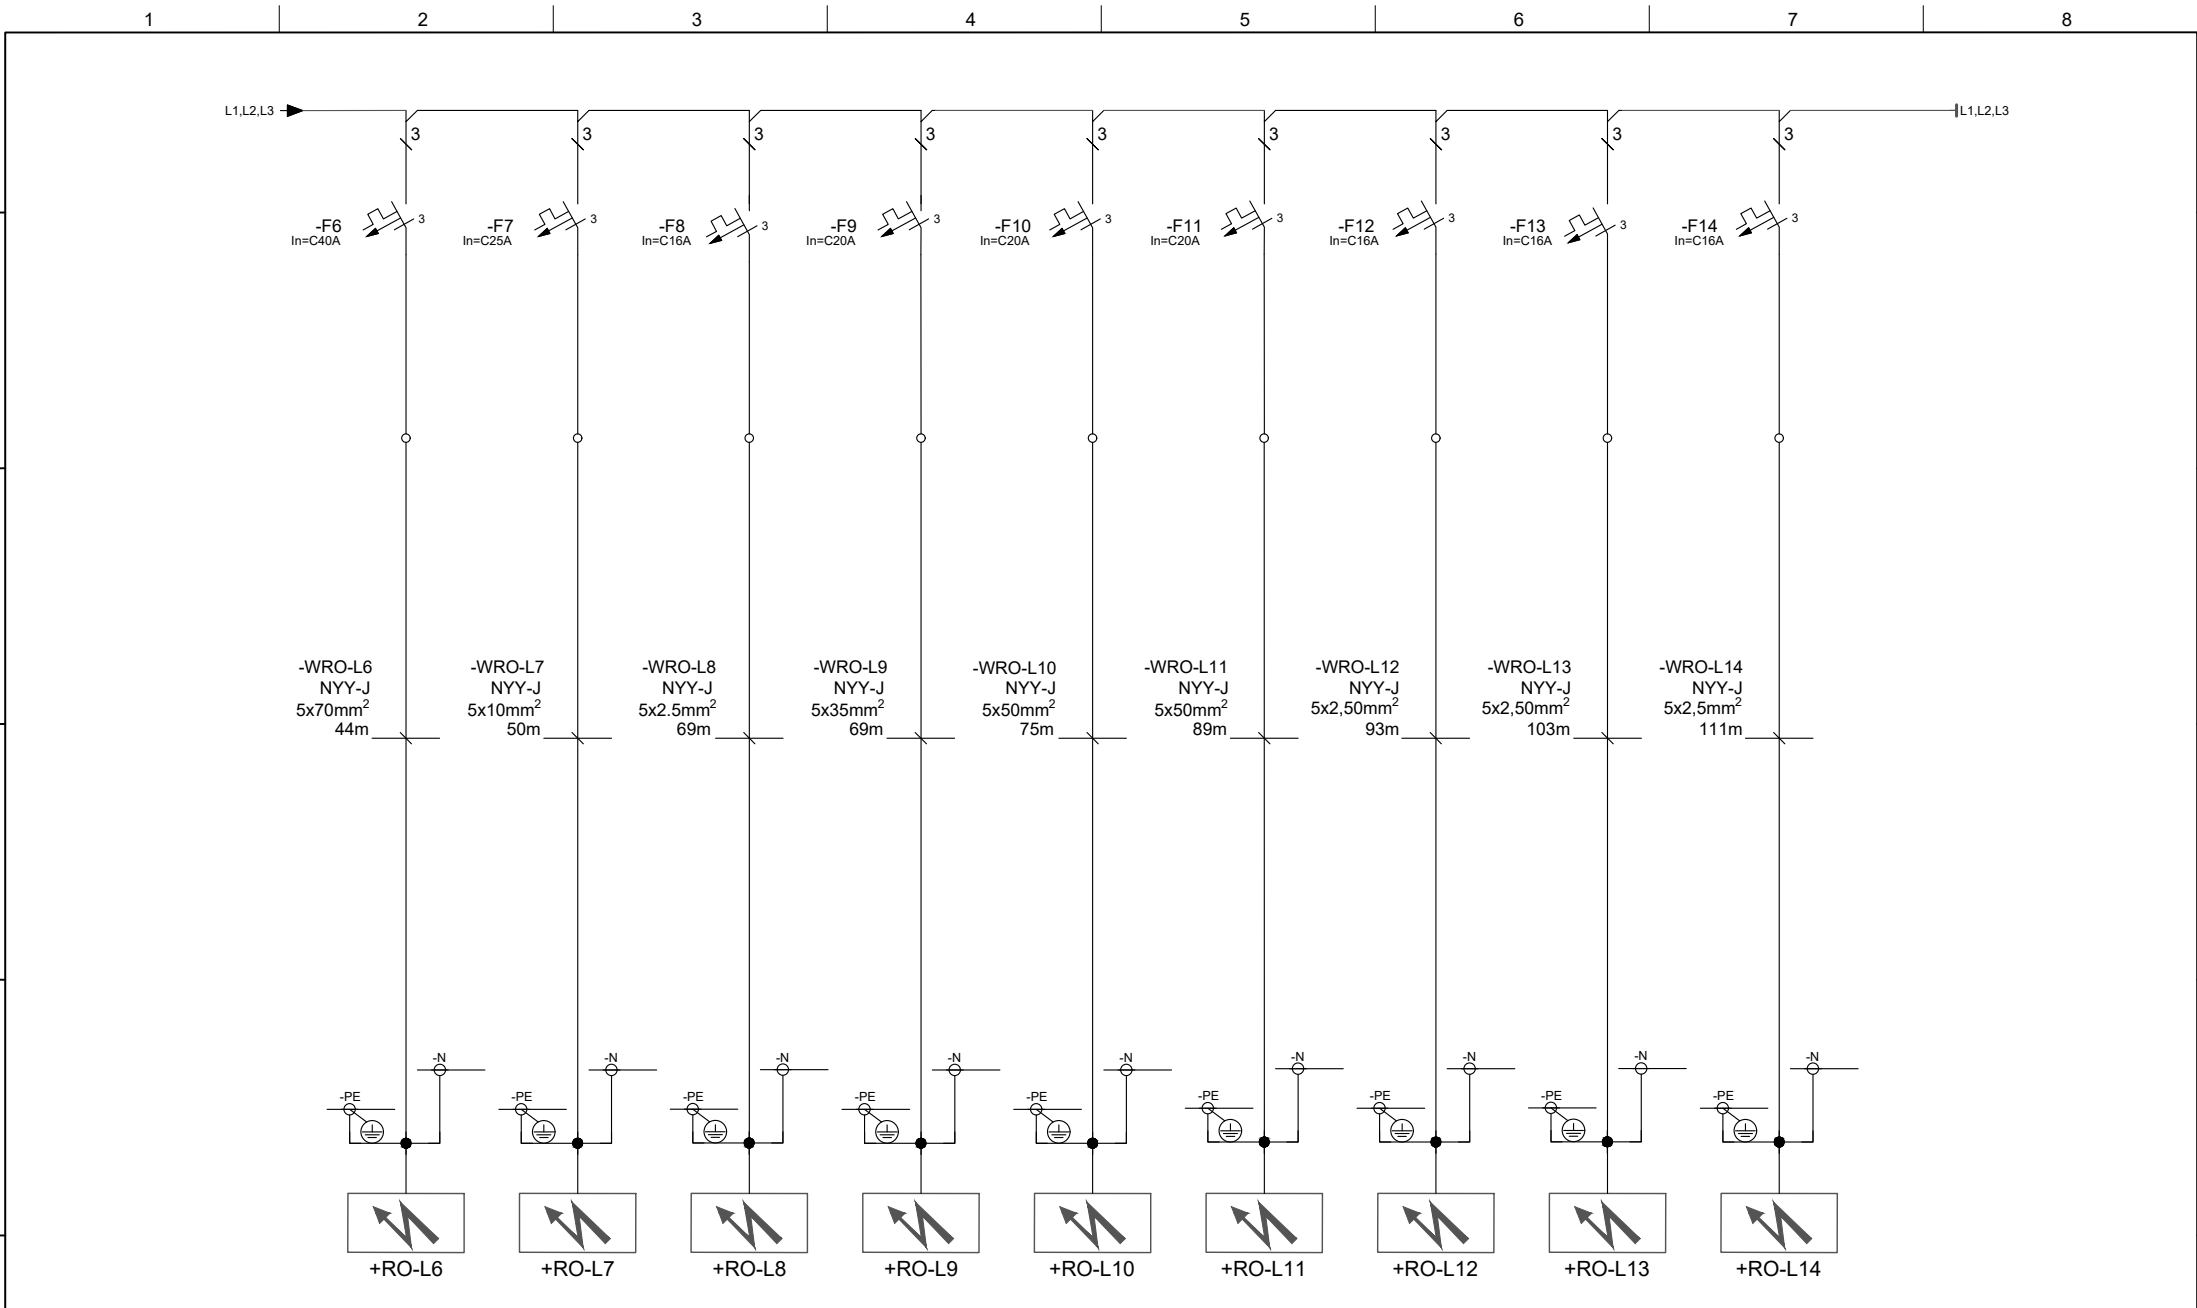 1 2 3 4 5 6 7 8
L1,L2,L3 3 3 3 3 3 3 3 3 3 L1,L2,L3
-F6 3 -F7 3 -F8 3 -F9 3 -F10 3 -F11 3 -F12 3 -F13 3 -F14 3
In=C40A In=C25A In=C16A In=C20A In=C20A In=C20A In=C16A In=C16A In=C16A
-WRO-L6 -WRO-L7 -WRO-L8 -WRO-L9 -WRO-L10 -WRO-L11 -WRO-L12 -WRO-L13 -WRO-L14
NYY-J NYY-J NYY-J NYY-J NYY-J NYY-J NYY-J NYY-J NYY-J
5x70mm² 5x10mm² 5x2.5mm² 5x35mm² 5x50mm² 5x50mm² 5x2,50mm² 5x2,50mm² 5x2,5mm²
44m 50m 69m 69m 75m 89m 93m 103m 111m
-N -N -N -N -N -N -N -N -N
-PE -PE -PE -PE -PE -PE -PE -PE -PE
+RO-L6 +RO-L7 +RO-L8 +RO-L9 +RO-L10 +RO-L11 +RO-L12 +RO-L13 +RO-L14